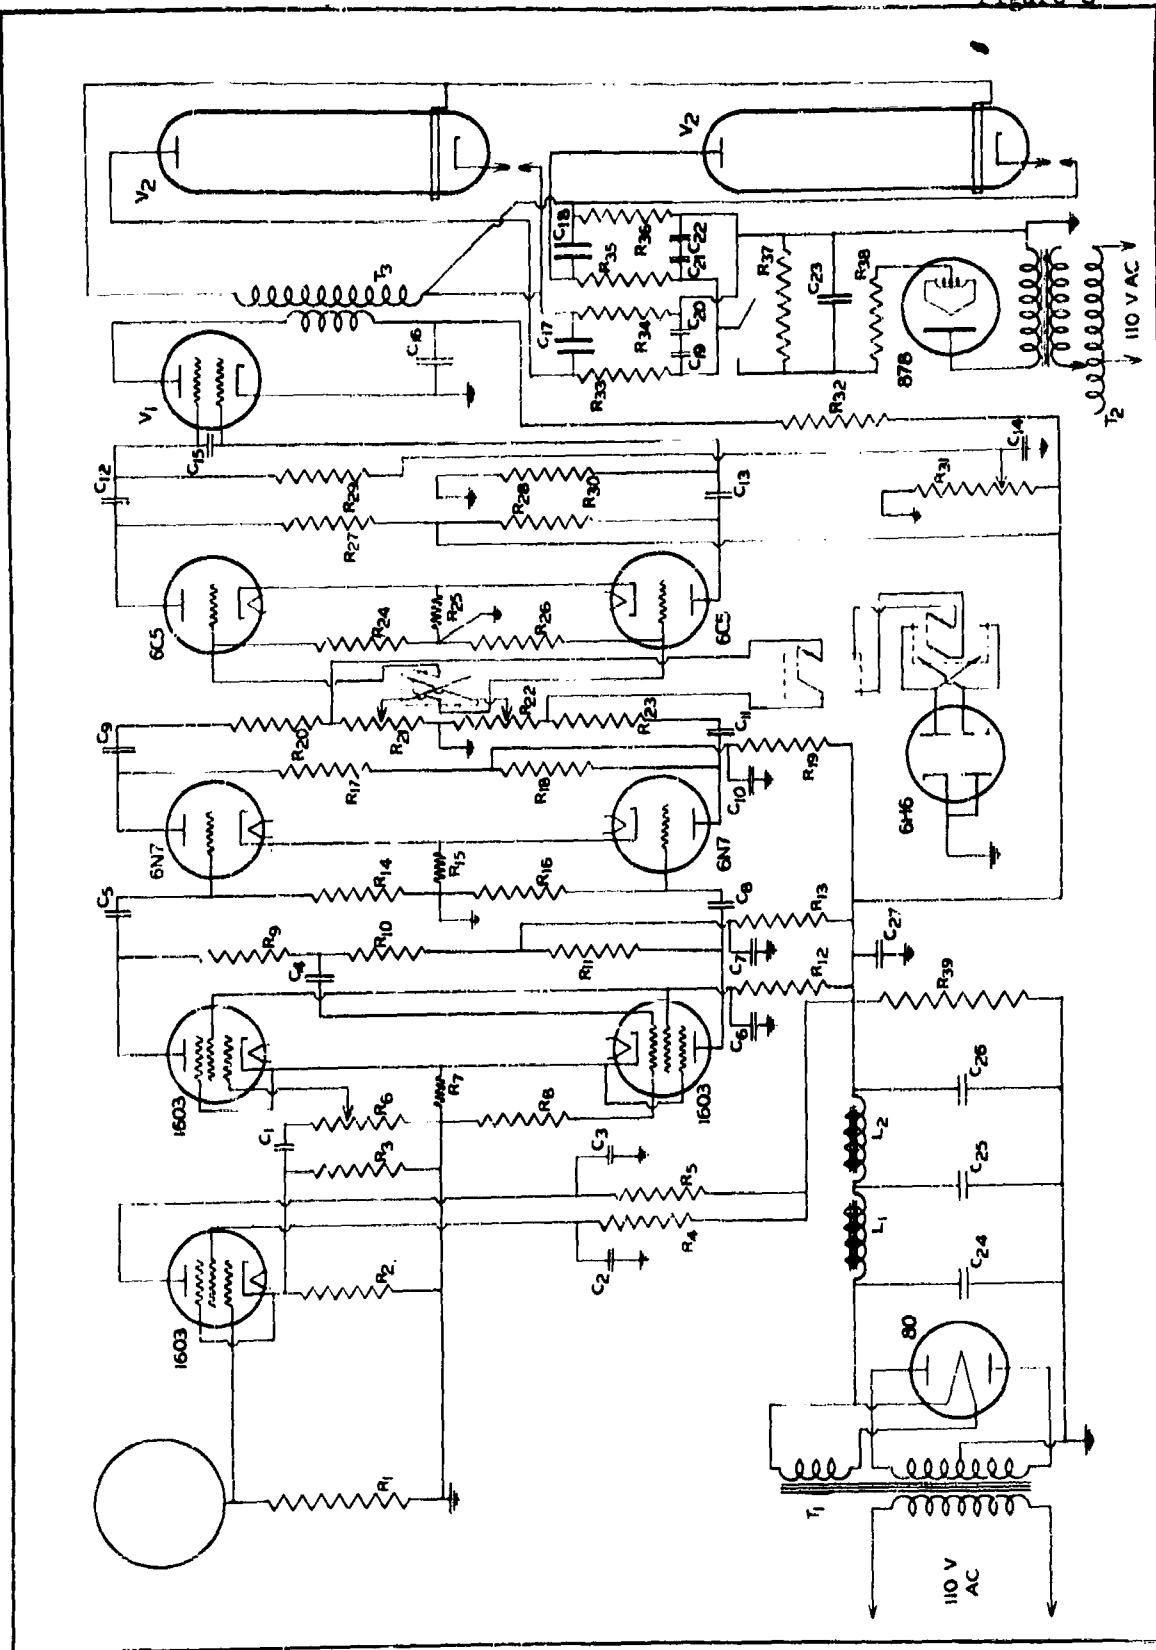 V2
V2
T3
C18
R36
C22
R35
C21
R37
C23
R38
878
110 V AC
T2
V1
C16
C17
R34
C20
C19
R33
R32
C15
C12
R29
R28
R30
C13
C14
R31
R27
6C5
R24
R25
R26
6C5
C9
R20
R21
R22
R23
C11
R17
R18
C10
R19
6N7
R15
6N7
6H6
C5
R14
R16
C8
R13
R9
R10
R11
C7
R12
C27
C4
C6
R39
1603
R7
1603
C1
R6
R8
R3
C3
L2
C26
R5
C25
R4
L1
C2
C24
1603
R2
80
R1
T1
110 V
AC